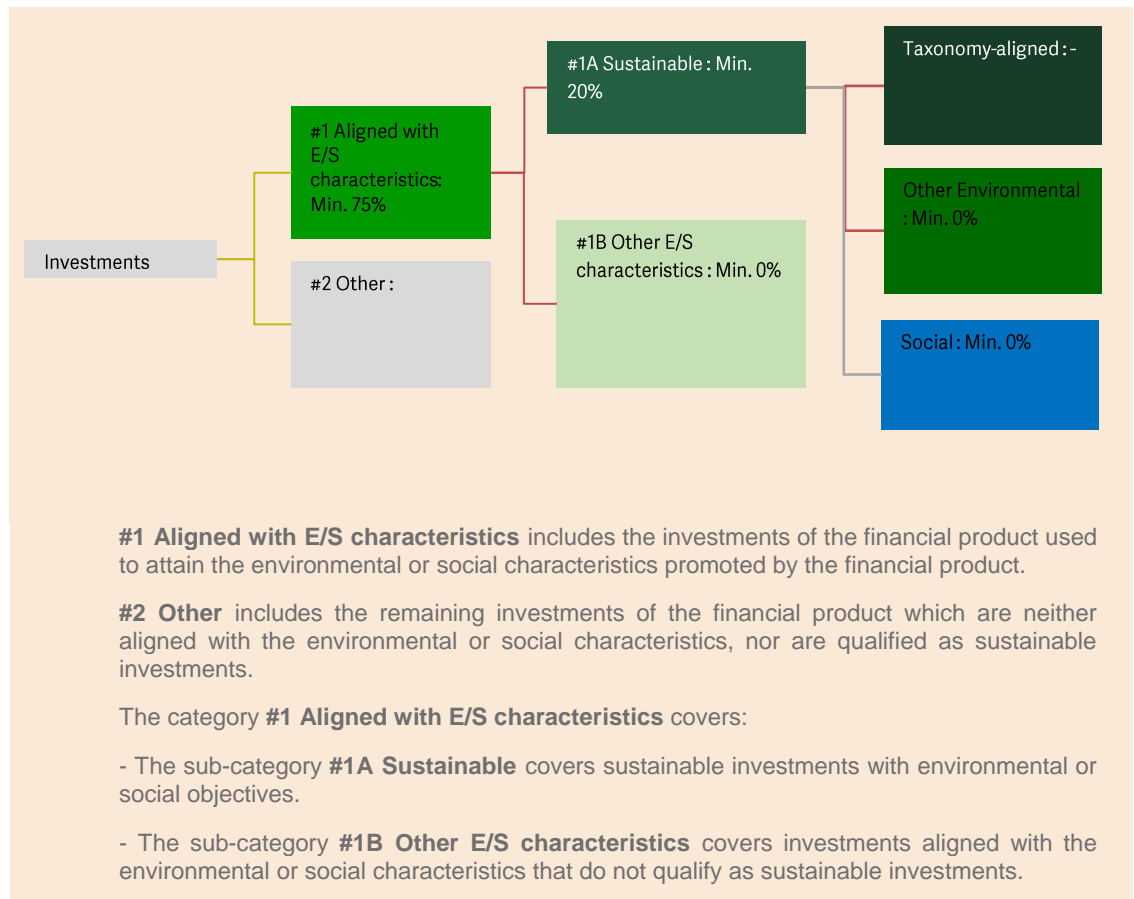 Investments
#1 Aligned with
E/S
characteristics:
Min. 75%
#2 Other :
#1A Sustainable : Min.
20%
#1B Other E/S
characteristics : Min. 0%
Taxonomy-aligned : -
Other Environmental
: Min. 0%
Social : Min. 0%
#1 Aligned with E/S characteristics includes the investments of the financial product used
to attain the environmental or social characteristics promoted by the financial product.
#2 Other includes the remaining investments of the financial product which are neither
aligned with the environmental or social characteristics, nor are qualified as sustainable
investments.
The category #1 Aligned with E/S characteristics covers:
- The sub-category #1A Sustainable covers sustainable investments with environmental or
social objectives.
- The sub-category #1B Other E/S characteristics covers investments aligned with the
environmental or social characteristics that do not qualify as sustainable investments.